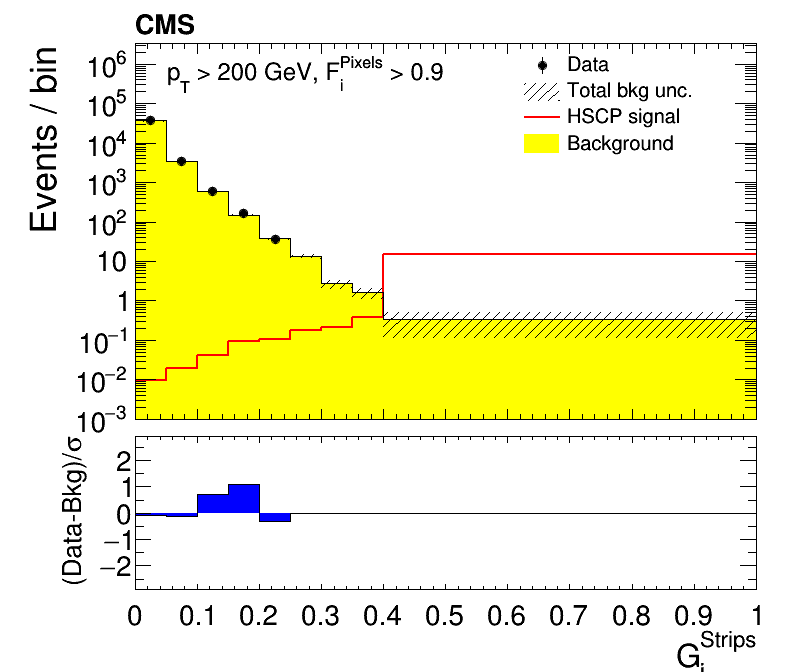 CMS
Events / bin
p_T > 200 GeV, F_i^Pixels > 0.9
Data
Total bkg unc.
HSCP signal
Background
10^6
10^5
10^4
10^3
10^2
10
1
10^−1
10^−2
10^−3
(Data-Bkg)/σ
2
1
0
−1
−2
0 0.1 0.2 0.3 0.4 0.5 0.6 0.7 0.8 0.9 1
G_i^Strips